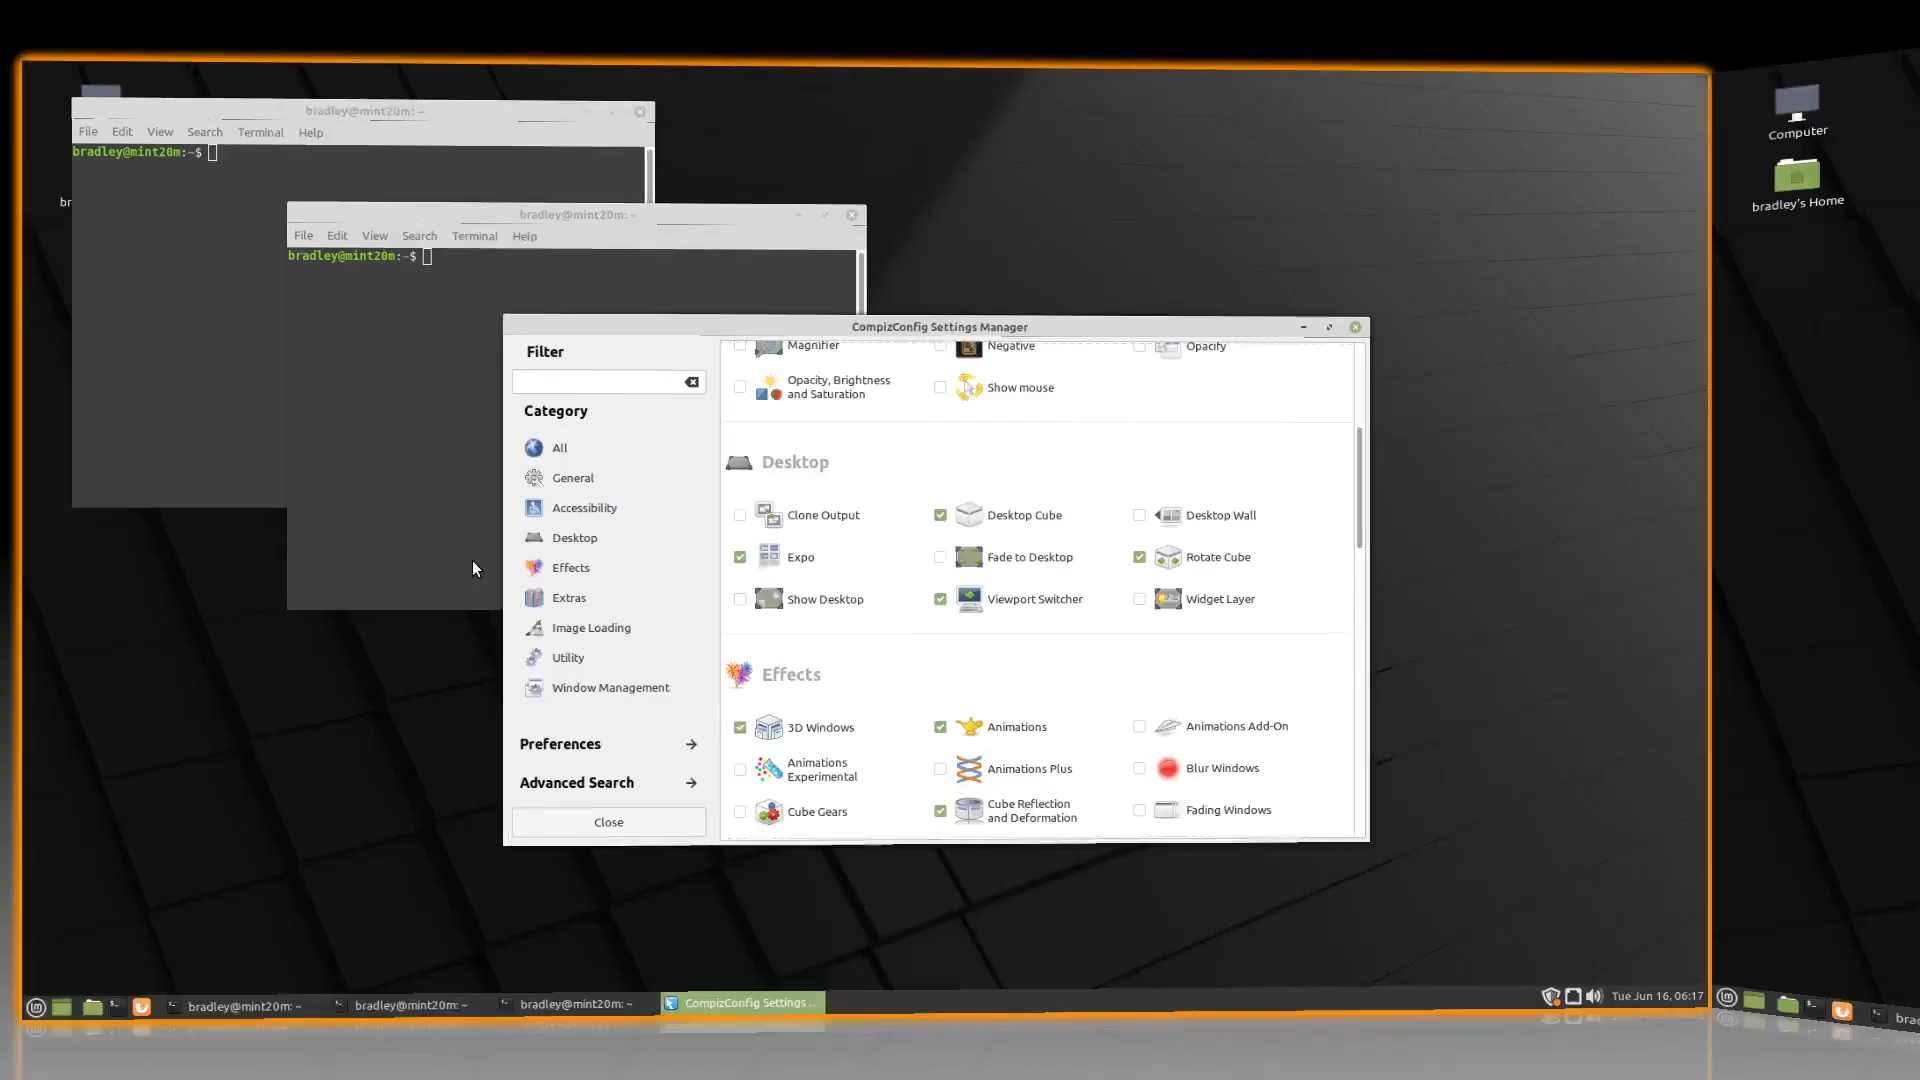 bradley@mint20m: ~
File Edit View Search Terminal Help
bradley@mint20m:~$
br
bradley@mint20m: ~
File Edit View Search Terminal Help
bradley@mint20m:~$
CompizConfig Settings Manager
Filter
Category
All
General
Accessibility
Desktop
Effects
Extras
Image Loading
Utility
Window Management
Preferences
Advanced Search
Close
Magnifier
Negative
Opacity
Opacity, Brightness
and Saturation
Show mouse
Desktop
Clone Output
Desktop Cube
Desktop Wall
Expo
Fade to Desktop
Rotate Cube
Show Desktop
Viewport Switcher
Widget Layer
Effects
3D Windows
Animations
Animations Add-On
Animations
Experimental
Animations Plus
Blur Windows
Cube Gears
Cube Reflection
and Deformation
Fading Windows
Computer
bradley's Home
bradley@mint20m: ~
bradley@mint20m: ~
bradley@mint20m: ~
CompizConfig Settings ...
Tue Jun 16, 06:17
brad